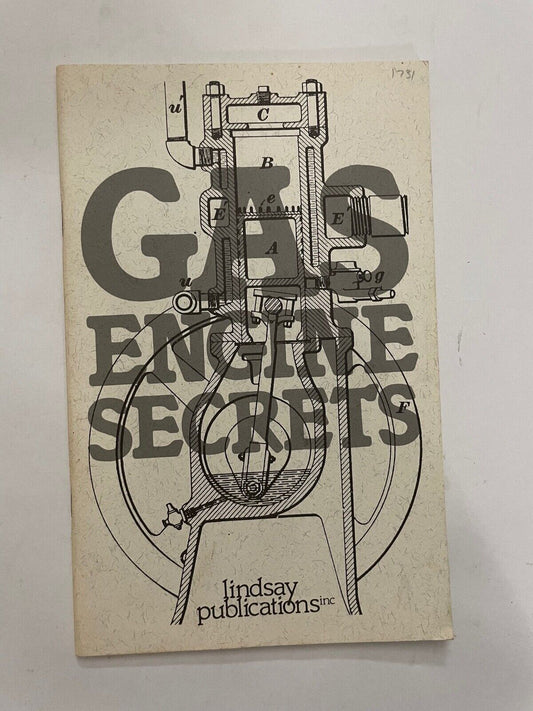 1731
u'
C
B
GAS
e
E
E'
A
u
g
ENGINE
SECRETS
F
lindsay
publications inc